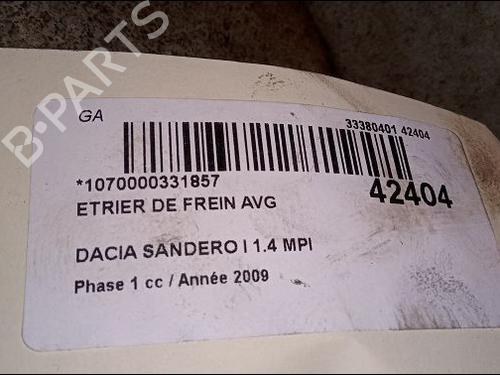 B-PARTS
GA
33380401 42404
*1070000331857
42404
ETRIER DE FREIN AVG
DACIA SANDERO I 1.4 MPI
Phase 1 cc / Année 2009